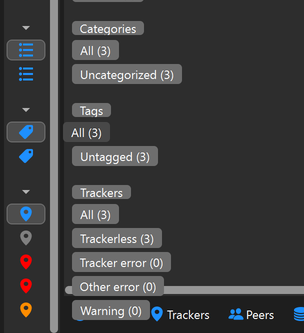 Categories
All (3)
Uncategorized (3)
Tags
All (3)
Untagged (3)
Trackers
All (3)
Trackerless (3)
Tracker error (0)
Other error (0)
Warning (0)
Trackers Peers